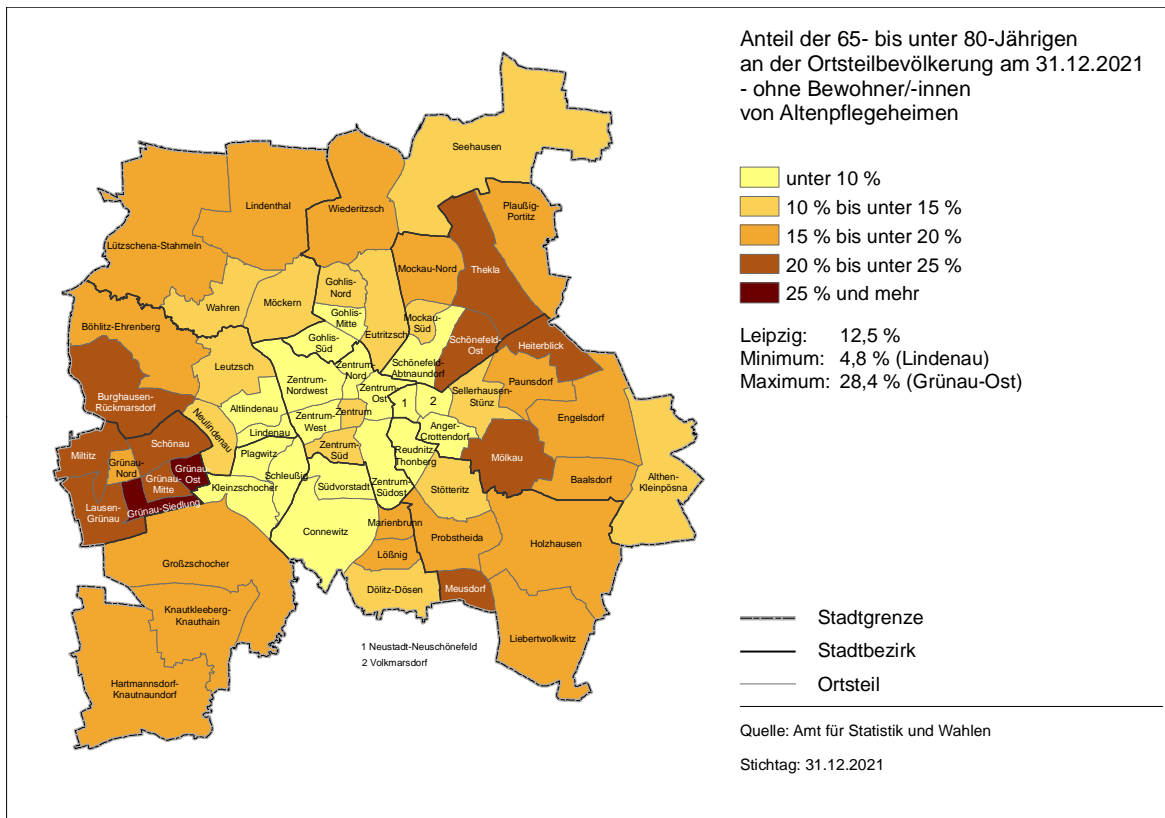 Anteil der 65- bis unter 80-Jährigen
an der Ortsteilbevölkerung am 31.12.2021
- ohne Bewohner/-innen
von Altenpflegeheimen
unter 10 %
10 % bis unter 15 %
15 % bis unter 20 %
20 % bis unter 25 %
25 % und mehr
Leipzig: 12,5 %
Minimum: 4,8 % (Lindenau)
Maximum: 28,4 % (Grünau-Ost)
Seehausen
Lindenthal
Wiederitzsch
Plaußig-
Portitz
Lützschena-Stahmeln
Mockau-Nord
Thekla
Gohlis-
Nord
Wahren
Möckern
Gohlis-
Mitte
Mockau-
Süd
Böhlitz-Ehrenberg
Eutritzsch
Gohlis-
Süd
Schönefeld-
Ost
Heiterblick
Leutzsch
Schönefeld-
Abtnaundorf
Zentrum-
Nord
Zentrum-
Nordwest
Zentrum-
Ost
Sellerhausen-
Stünz
Paunsdorf
Burghausen-
Rückmarsdorf
Altlindenau
Neulindenau
Zentrum-
West
Zentrum
1
2
Engelsdorf
Anger-
Crottendorf
Lindenau
Schönau
Miltitz
Grünau-
Nord
Plagwitz
Zentrum-
Süd
Reudnitz-
Thonberg
Mölkau
Grünau-
Ost
Grünau-
Mitte
Schleußig
Kleinzschocher
Südvorstadt
Zentrum-
Südost
Stötteritz
Baalsdorf
Althen-
Kleinpösna
Lausen-
Grünau
Grünau-Siedlung
Marienbrunn
Connewitz
Probstheida
Holzhausen
Lößnig
Großzschocher
Dölitz-Dösen
Meusdorf
Knautkleeberg-
Knauthain
Liebertwolkwitz
Hartmannsdorf-
Knautnaundorf
1 Neustadt-Neuschönefeld
2 Volkmarsdorf
Stadtgrenze
Stadtbezirk
Ortsteil
Quelle: Amt für Statistik und Wahlen
Stichtag: 31.12.2021